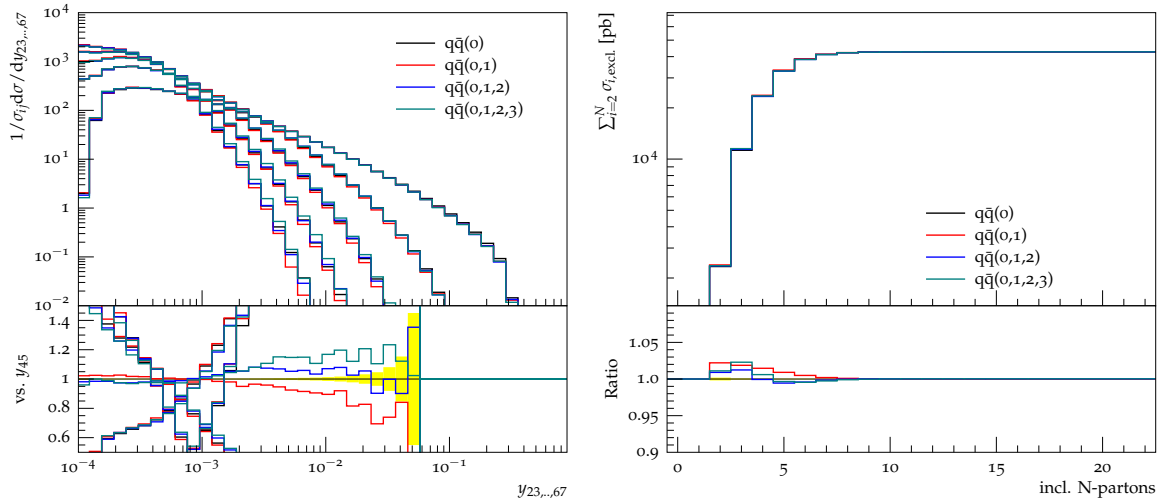 1/σ_ij dσ/dy_23,..,67
10^4
10^3
10^2
10^1
1
10^−1
10^−2
qq̄(0)
qq̄(0,1)
qq̄(0,1,2)
qq̄(0,1,2,3)
vs. y_45
1.4
1.2
1
0.8
0.6
10^−4
10^−3
10^−2
10^−1
y_23,..,67
∑_{i=2}^N σ_i,excl. [pb]
10^4
qq̄(0)
qq̄(0,1)
qq̄(0,1,2)
qq̄(0,1,2,3)
Ratio
1.05
1.0
0.95
0.9
0
5
10
15
20
incl. N-partons